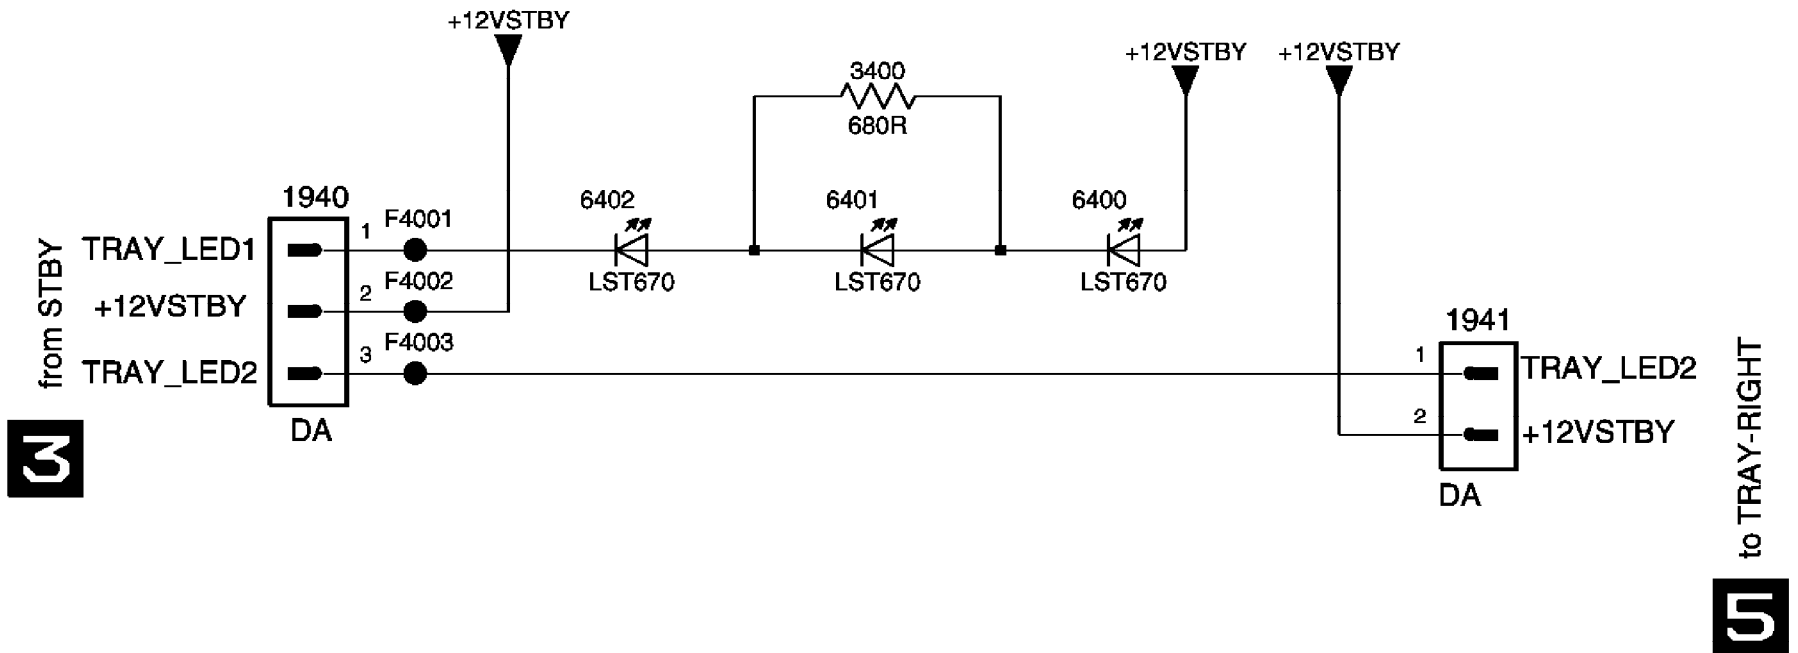 +12VSTBY
+12VSTBY
+12VSTBY
3400
680R
1940
6402
6401
6400
LST670
LST670
LST670
from STBY
TRAY_LED1
1
F4001
+12VSTBY
2
F4002
TRAY_LED2
3
F4003
DA
3
1941
1
TRAY_LED2
2
+12VSTBY
DA
to TRAY-RIGHT
5